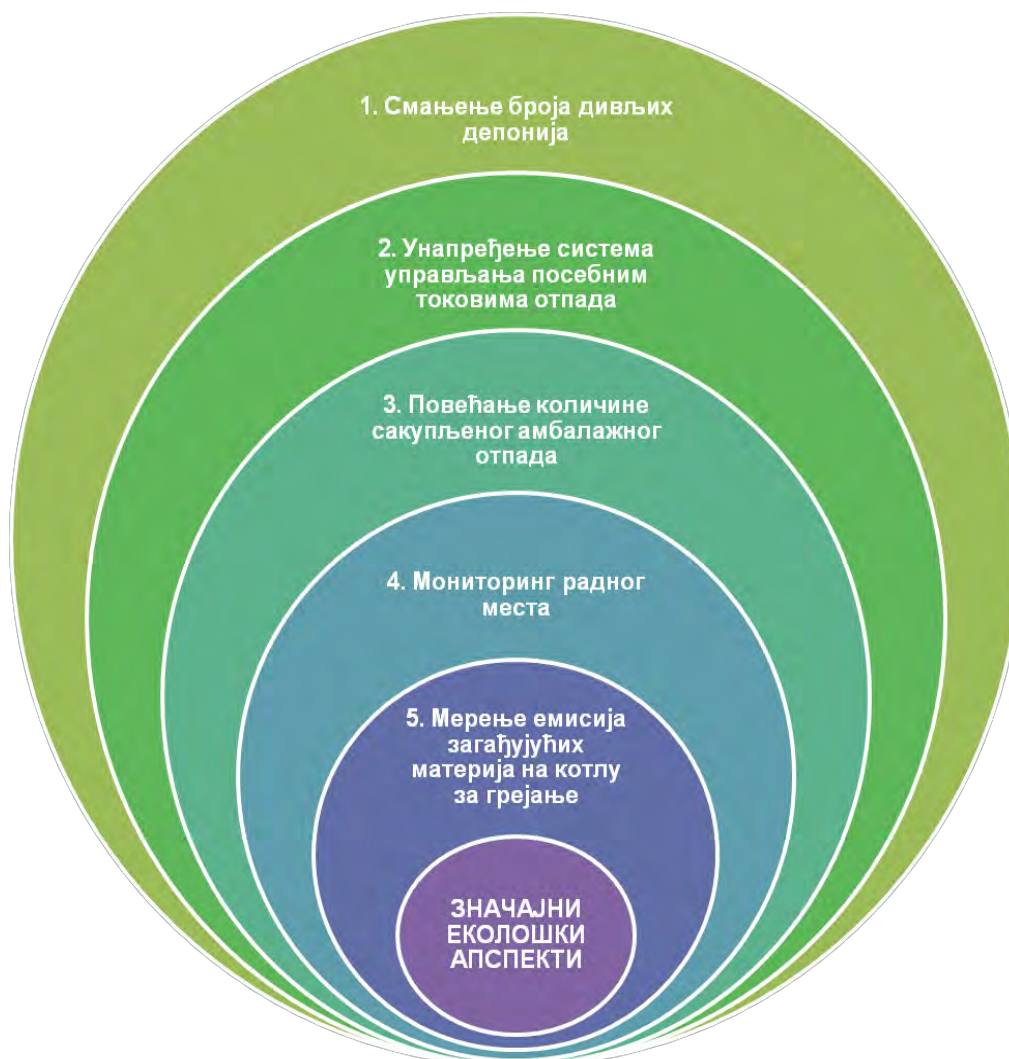 1. Смањење броја дивљих
депонија
2. Унапређење система
управљања посебним
токовима отпада
3. Повећање количине
сакупљеног амбалажног
отпада
4. Мониторинг радног
места
5. Мерење емисија
загађујућих
материја на котлу
за грејање
ЗНАЧАЈНИ
ЕКОЛОШКИ
АПСПЕКТИ